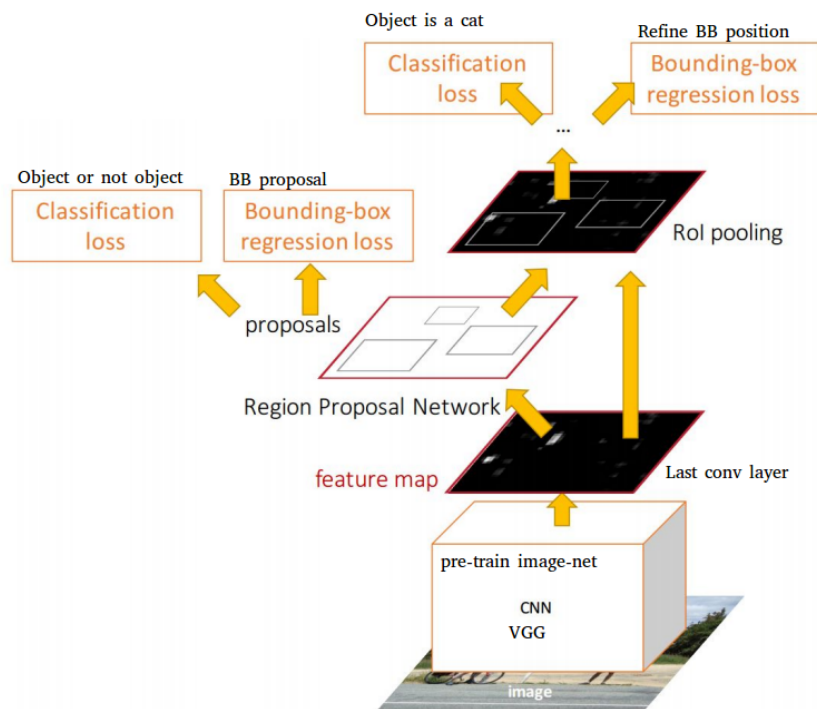 Object is a cat
Refine BB position
Classification
loss
Bounding-box
regression loss
...
Object or not object
BB proposal
Classification
loss
Bounding-box
regression loss
RoI pooling
proposals
Region Proposal Network
feature map
Last conv layer
pre-train image-net
CNN
VGG
image